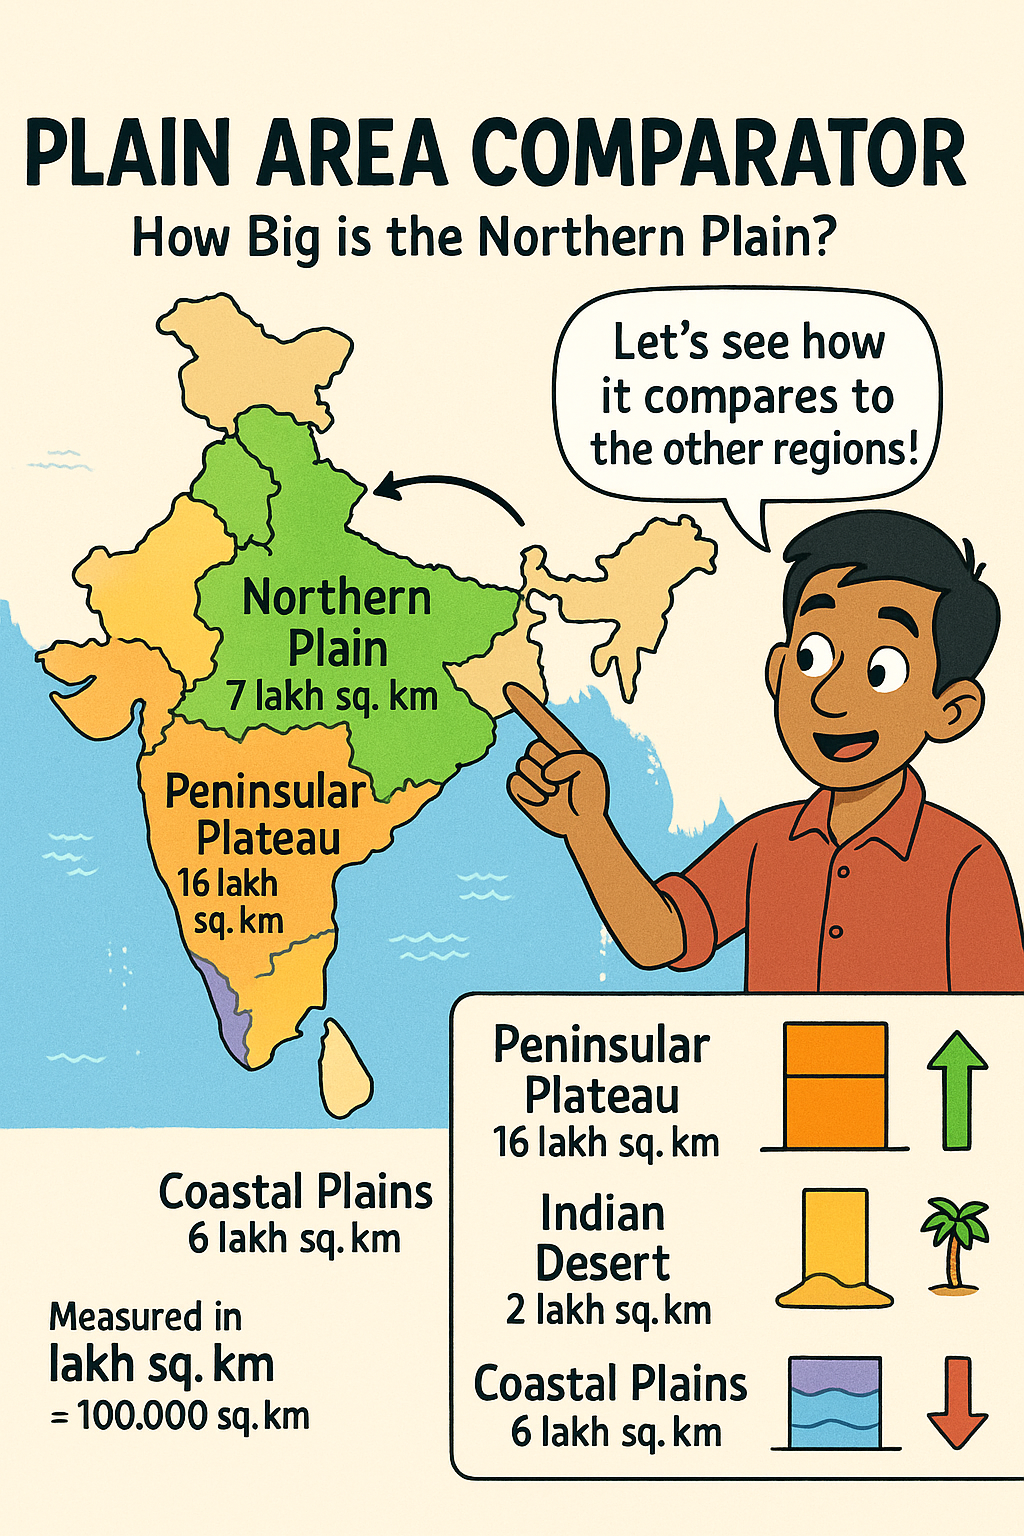 PLAIN AREA COMPARATOR
How Big is the Northern Plain?
Let's see how
it compares to
the other regions!
Northern
Plain
7 lakh sq. km
Peninsular
Plateau
16 lakh
sq. km
Peninsular
Plateau
16 lakh sq. km
Indian
Desert
2 lakh sq. km
Coastal Plains
6 lakh sq. km
Coastal Plains
6 lakh sq. km
Measured in
lakh sq. km
= 100.000 sq. km